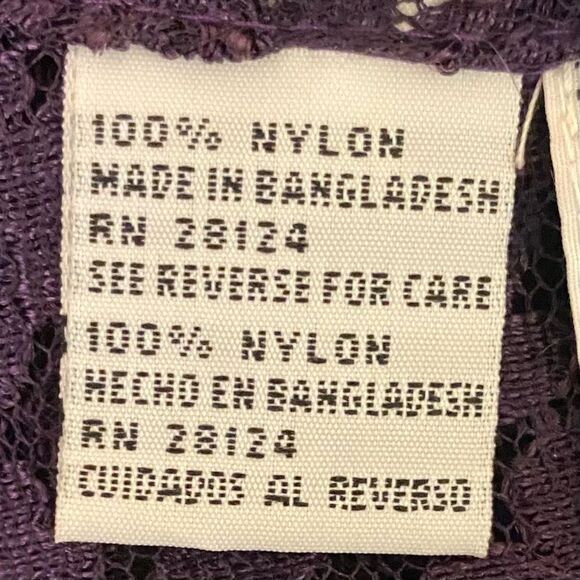 100% NYLON
MADE IN BANGLADESH
RN 28124
SEE REVERSE FOR CARE
100% NYLON
HECHO EN BANGLADESH
RN 28124
CUIDADOS AL REVERSO